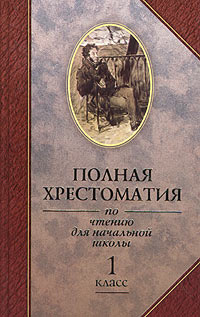 ПОЛНАЯ
ХРЕСТОМАТИЯ
по
чтению
для начальной
школы
1
класс